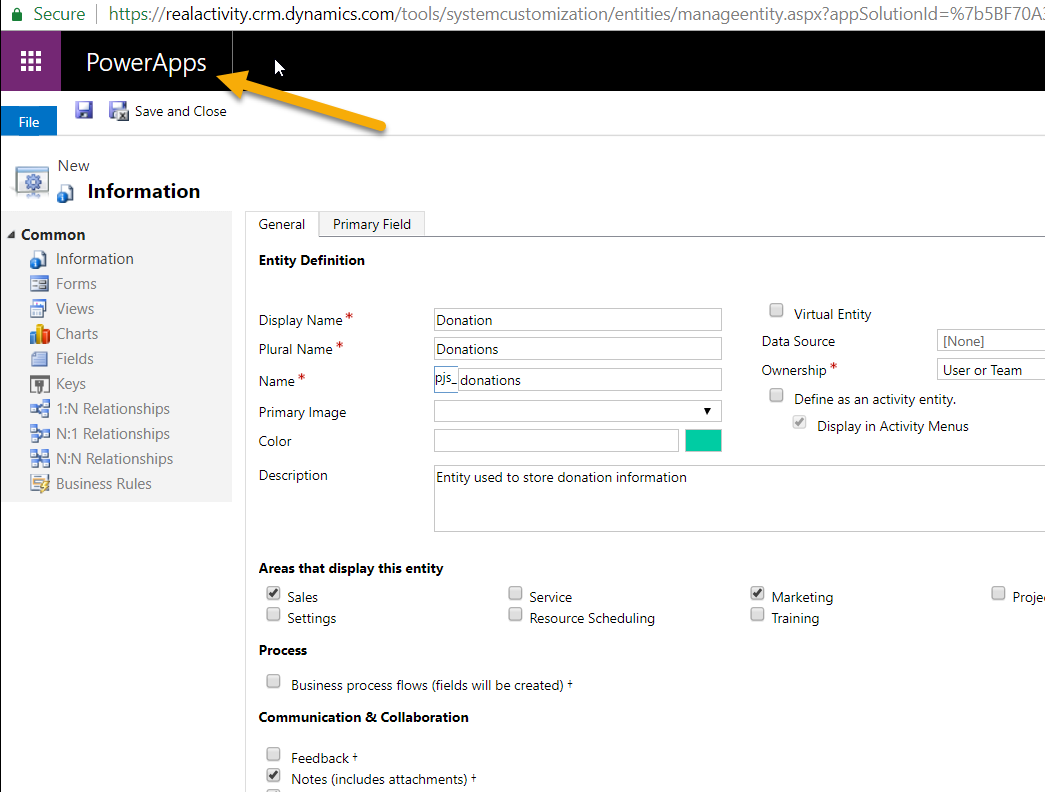 Secure https://realactivity.crm.dynamics.com/tools/systemcustomization/entities/manageentity.aspx?appSolutionId=%7b5BF70A3
PowerApps
File Save and Close
New
Information
Common
Information
Forms
Views
Charts
Fields
Keys
1:N Relationships
N:1 Relationships
N:N Relationships
Business Rules
General Primary Field
Entity Definition
Display Name* Donation
Plural Name* Donations
Name* pjs_ donations
Primary Image
Color
Description Entity used to store donation information
Virtual Entity
Data Source [None]
Ownership* User or Team
Define as an activity entity.
Display in Activity Menus
Areas that display this entity
Sales Service Marketing Projec
Settings Resource Scheduling Training
Process
Business process flows (fields will be created) †
Communication & Collaboration
Feedback †
Notes (includes attachments) †